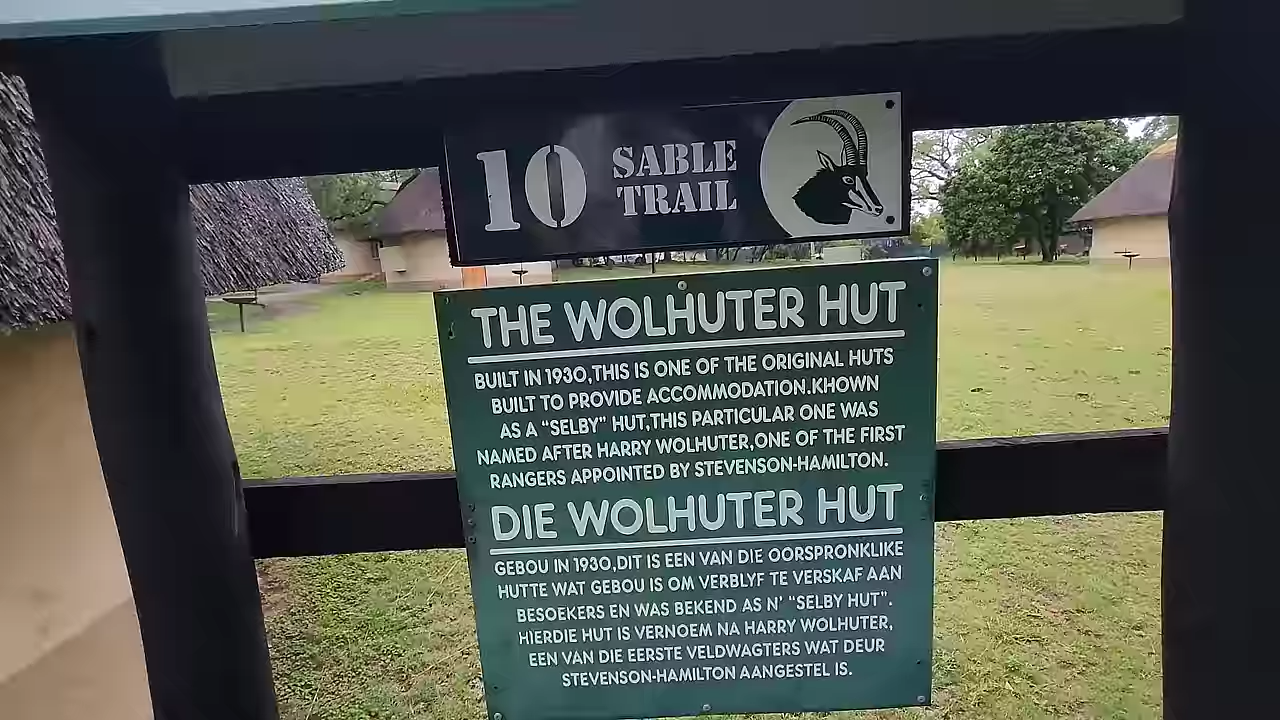 10
SABLE
TRAIL
THE WOLHUTER HUT
BUILT IN 1930,THIS IS ONE OF THE ORIGINAL HUTS
BUILT TO PROVIDE ACCOMMODATION.KHOWN
AS A “SELBY” HUT,THIS PARTICULAR ONE WAS
NAMED AFTER HARRY WOLHUTER,ONE OF THE FIRST
RANGERS APPOINTED BY STEVENSON-HAMILTON.
DIE WOLHUTER HUT
GEBOU IN 1930,DIT IS EEN VAN DIE OORSPRONKLIKE
HUTTE WAT GEBOU IS OM VERBLYF TE VERSKAF AAN
BESOEKERS EN WAS BEKEND AS N' “SELBY HUT”.
HIERDIE HUT IS VERNOEM NA HARRY WOLHUTER,
EEN VAN DIE EERSTE VELDWAGTERS WAT DEUR
STEVENSON-HAMILTON AANGESTEL IS.